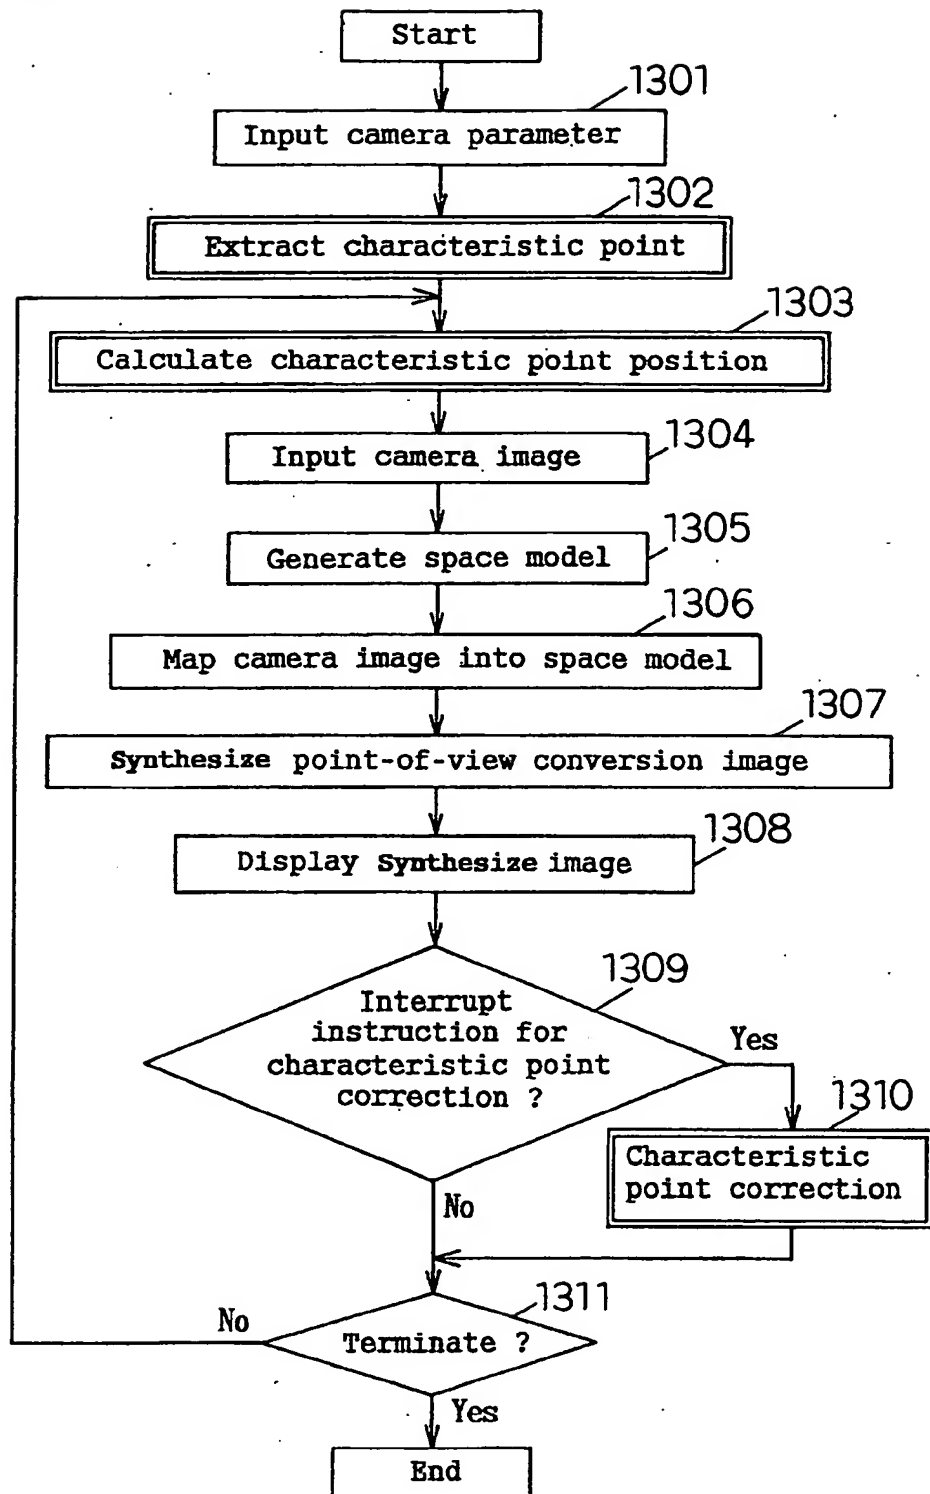 Start
1301
Input camera parameter
1302
Extract characteristic point
1303
Calculate characteristic point position
1304
Input camera image
1305
Generate space model
1306
Map camera image into space model
1307
Synthesize point-of-view conversion image
1308
Display Synthesize image
1309
Interrupt
instruction for
characteristic point
correction ?
Yes
1310
Characteristic
point correction
No
1311
No
Terminate ?
Yes
End